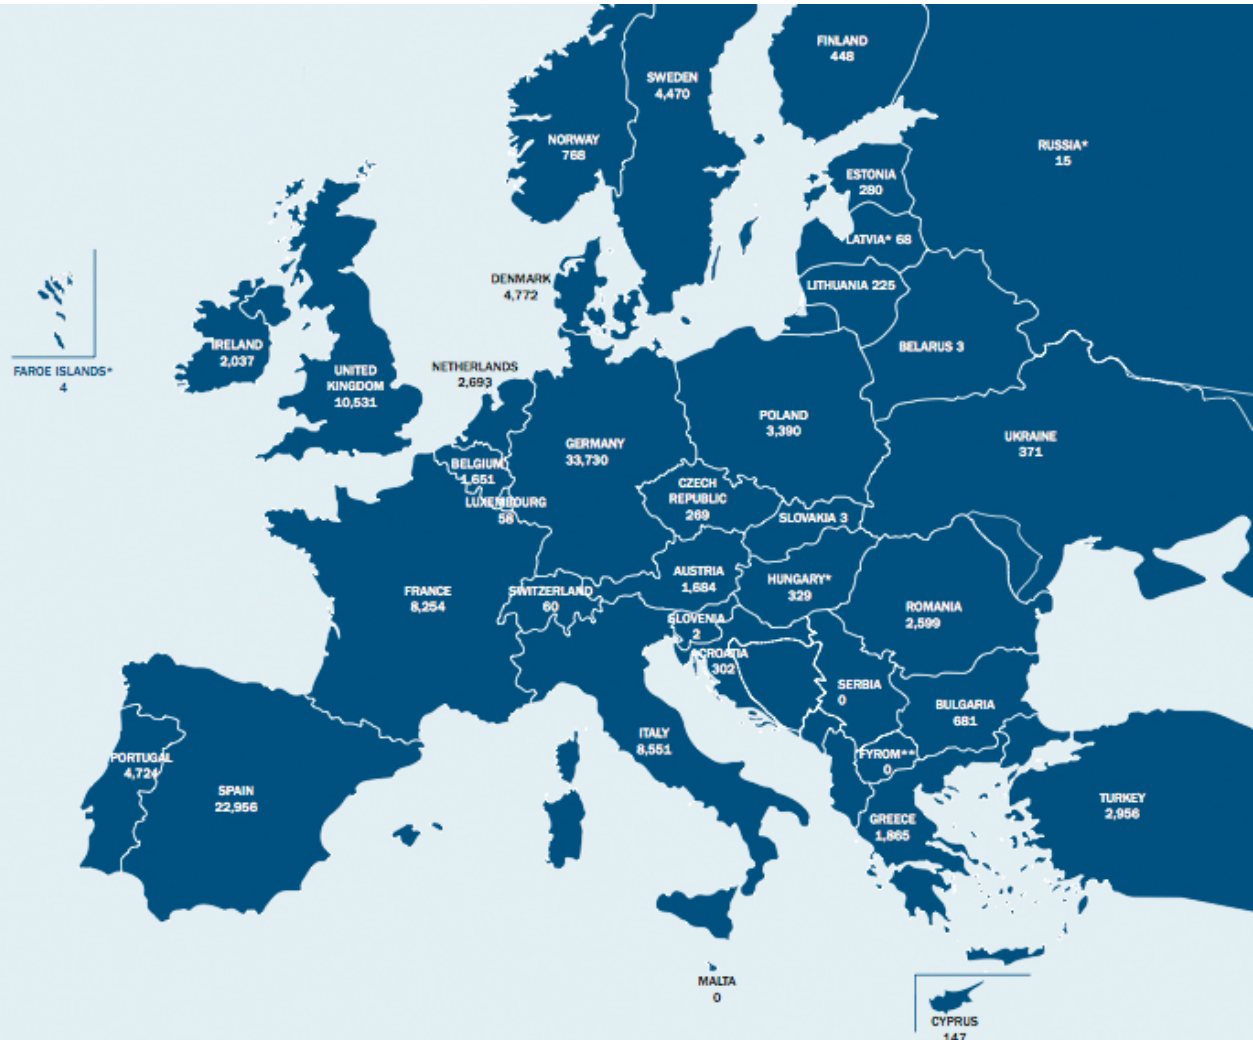 FINLAND
448
SWEDEN
4,470
NORWAY
768
RUSSIA*
15
ESTONIA
280
LATVIA* 68
DENMARK
4,772
LITHUANIA 225
IRELAND
2,037
BELARUS 3
FAROE ISLANDS*
4
NETHERLANDS
2,693
UNITED
KINGDOM
10,531
POLAND
3,390
GERMANY
33,730
UKRAINE
371
BELGIUM
1,651
CZECH
REPUBLIC
269
LUXEMBOURG
58
SLOVAKIA 3
AUSTRIA
1,684
HUNGARY*
329
FRANCE
8,254
SWITZERLAND
60
ROMANIA
2,599
SLOVENIA
2
CROATIA
302
SERBIA
0
BULGARIA
681
ITALY
8,551
PORTUGAL
4,724
FYROM**
0
SPAIN
22,956
TURKEY
2,956
GREECE
1,865
MALTA
0
CYPRUS
147